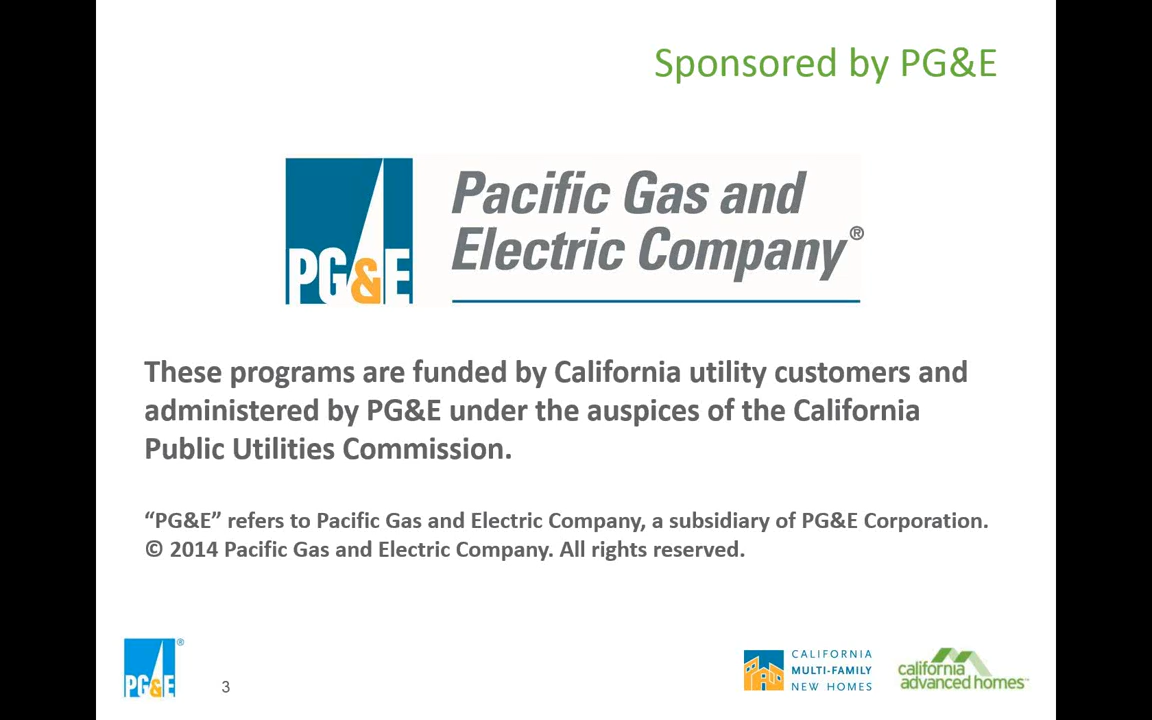 Sponsored by PG&E
PG&E
Pacific Gas and
Electric Company®
These programs are funded by California utility customers and
administered by PG&E under the auspices of the California
Public Utilities Commission.
“PG&E” refers to Pacific Gas and Electric Company, a subsidiary of PG&E Corporation.
© 2014 Pacific Gas and Electric Company. All rights reserved.
PG&E®
3
CALIFORNIA
MULTI-FAMILY
NEW HOMES
california
advanced homes™